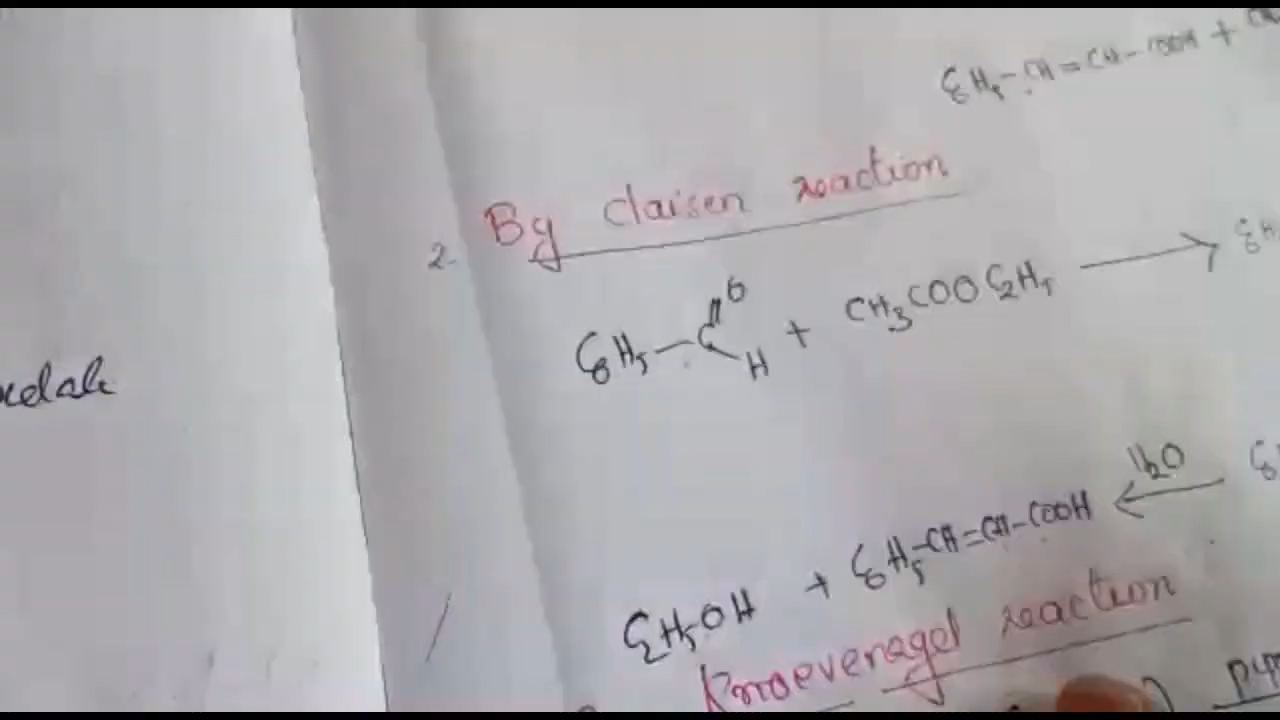 C6H5-CH=CH-COOH +
2. By claisen reaction
C6H5-C
O
H
+ CH3COOC2H5 →
H2O
C2H5OH + C6H5-CH=CH-COOH ←
Knoevenagel reaction